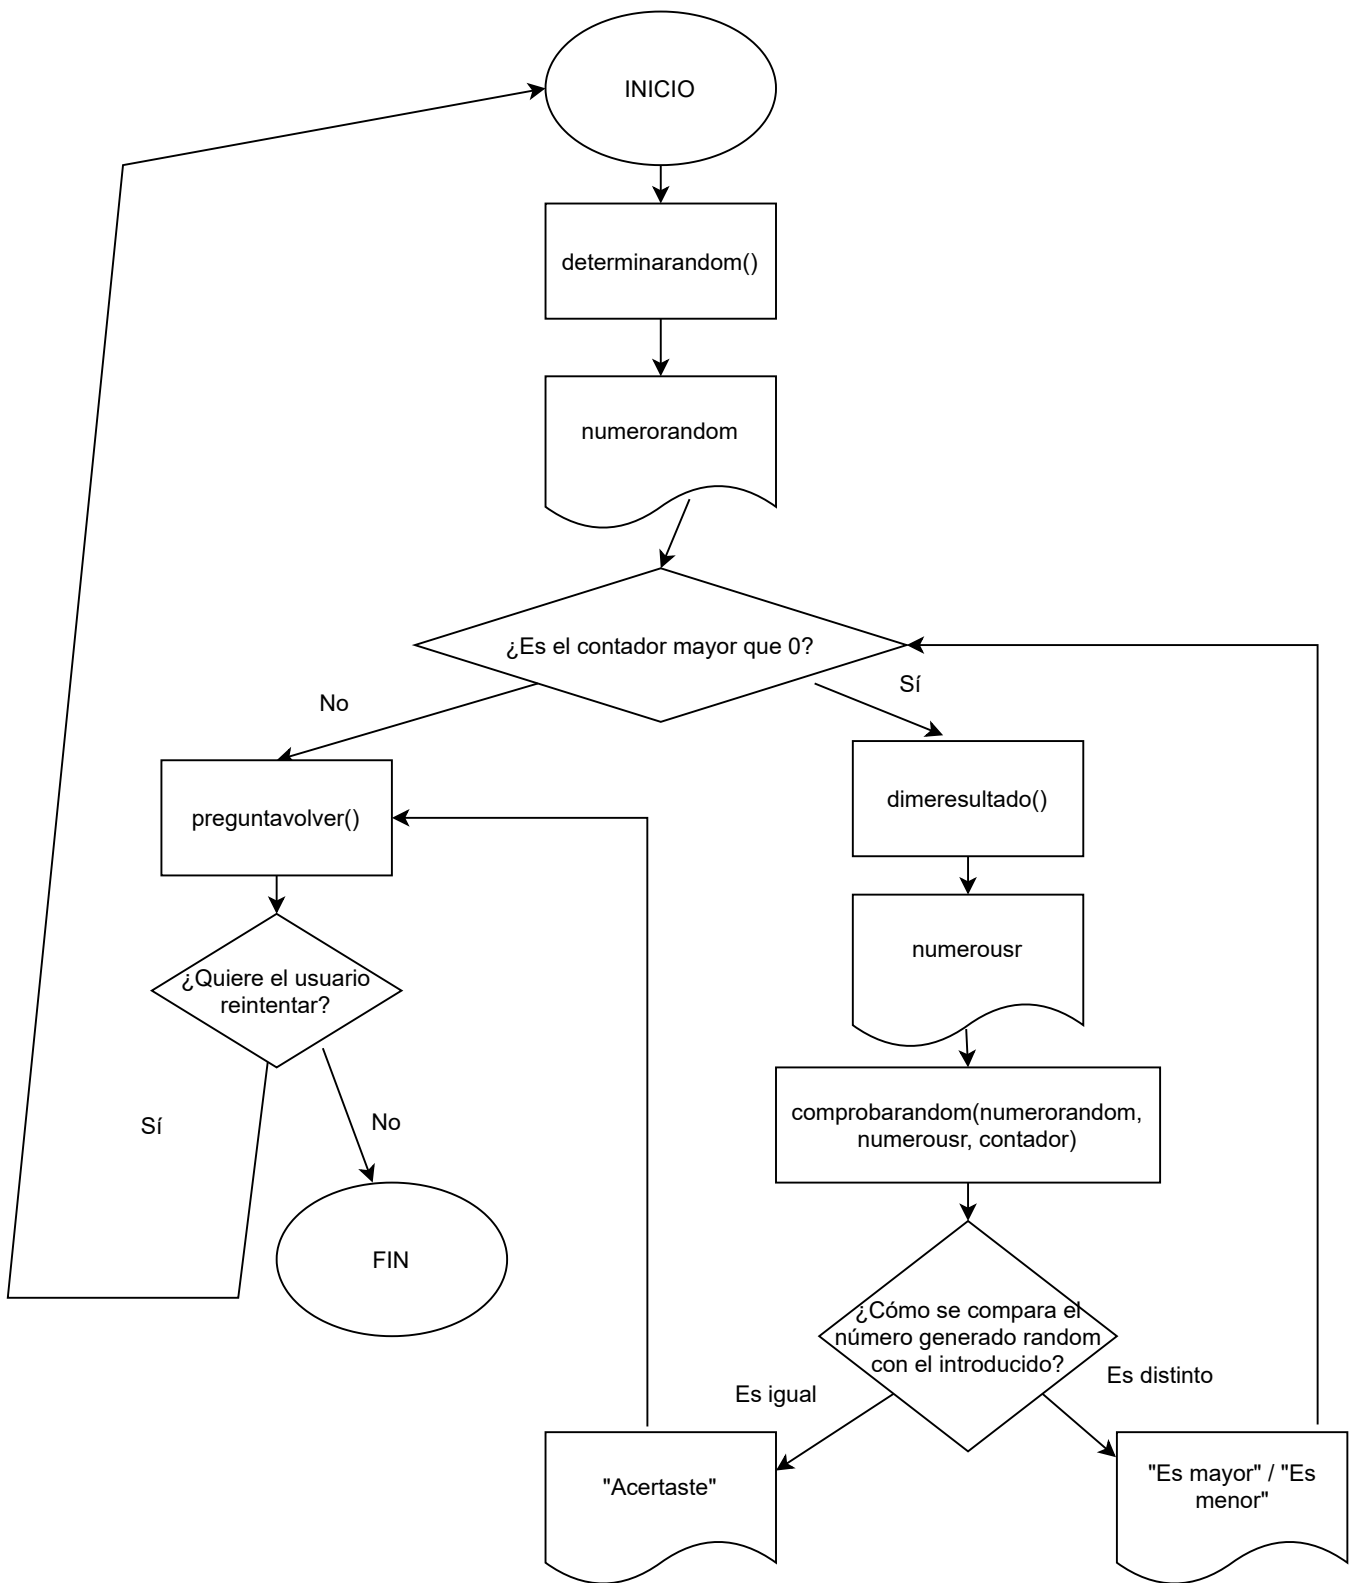 INICIO
determinarandom()
numerorandom
¿Es el contador mayor que 0?
No
Sí
preguntavolver()
dimeresultado()
¿Quiere el usuario
reintentar?
numerousr
Sí
No
comprobarandom(numerorandom,
numerousr, contador)
FIN
¿Cómo se compara el
número generado random
con el introducido?
Es igual
Es distinto
"Acertaste"
"Es mayor" / "Es
menor"